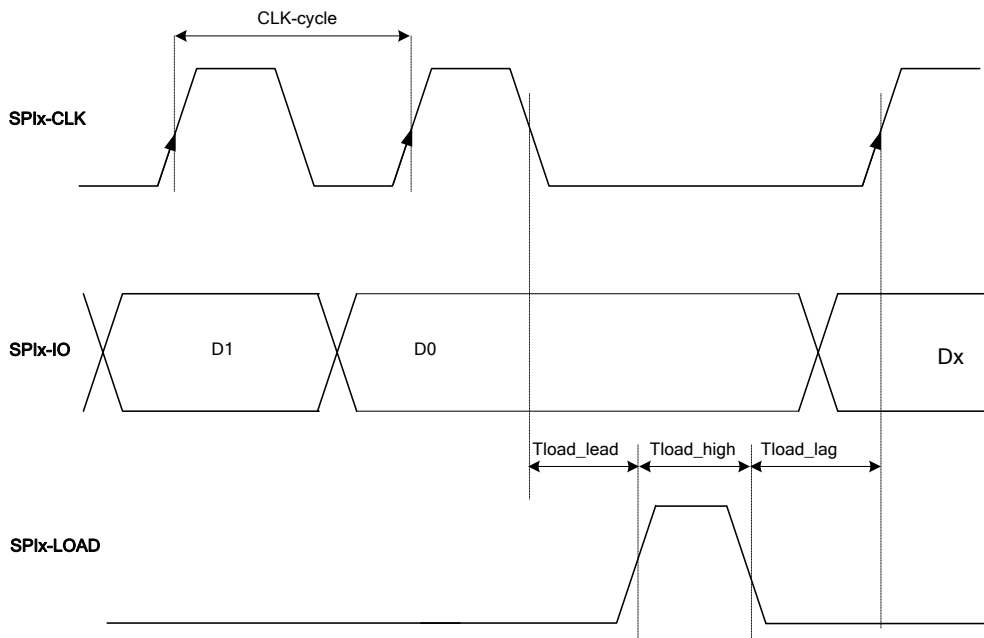 CLK-cycle
SPIx-CLK
SPIx-IO
D1
D0
Dx
Tload_lead
Tload_high
Tload_lag
SPIx-LOAD